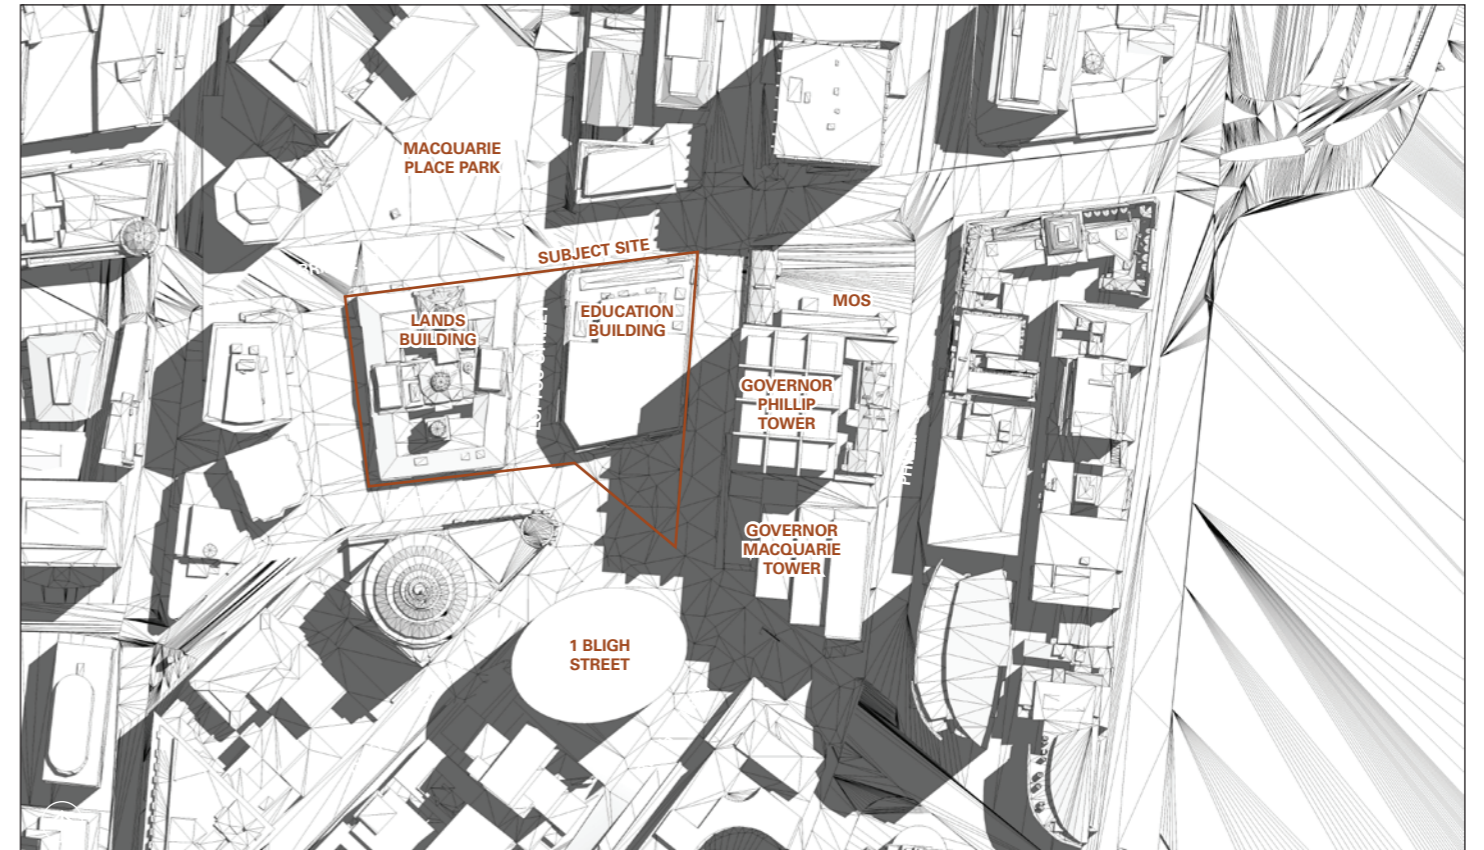 MACQUARIE
PLACE PARK
SUBJECT SITE
LANDS
BUILDING
EDUCATION
BUILDING
MOS
GOVERNOR
PHILLIP
TOWER
GOVERNOR
MACQUARIE
TOWER
1 BLIGH
STREET